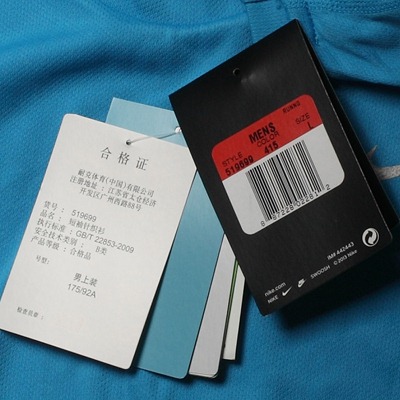 合格证
耐克体育(中国)有限公司
注册地址:江苏省太仓经济
开发区广州西路88号
货号: 519699
品名: 短袖针织衫
执行标准: GB/T 22853-2009
安全技术类别: B类
产品等级: 合格品
号型:
男上装
175/92A
检查员章:
RUNNG
MENS
STYLE COLOR SIZE
519699 415 L
IM# 442443
nike.com
NIKE
SWOOSH © 2013 Nike